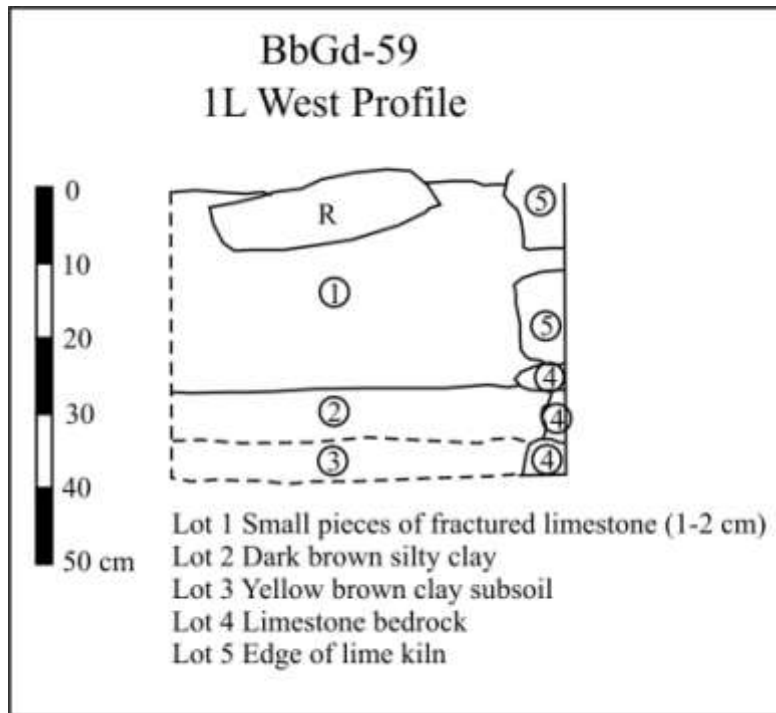 BbGd-59
1L West Profile
0
10
20
30
40
50 cm
R
5
1
5
4
2
4
3
4
Lot 1 Small pieces of fractured limestone (1-2 cm)
Lot 2 Dark brown silty clay
Lot 3 Yellow brown clay subsoil
Lot 4 Limestone bedrock
Lot 5 Edge of lime kiln